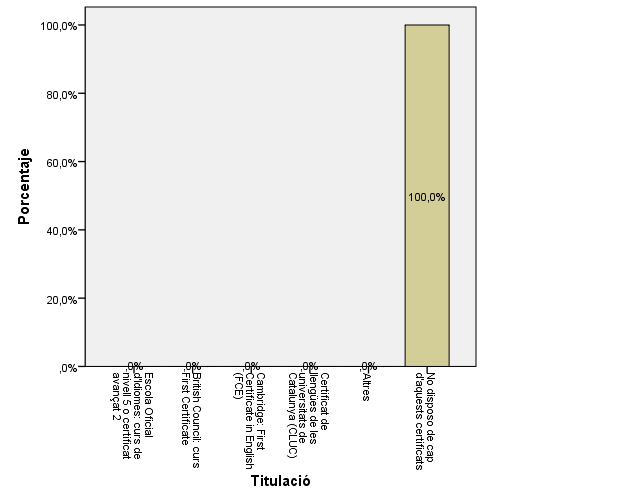 100,0%
80,0%
60,0%
40,0%
20,0%
,0%
Porcentaje
,0%
,0%
,0%
,0%
,0%
100,0%
Escola Oficial
d'Idiomes: curs de
nivell 5 o certificat
avançat 2
British Council: curs
First Certificate
Cambridge: First
Certificate in English
(FCE)
Certificat de
llengües de les
universitats de
Catalunya (CLUC)
Altres
No disposo de cap
d'aquests certificats
Titulació